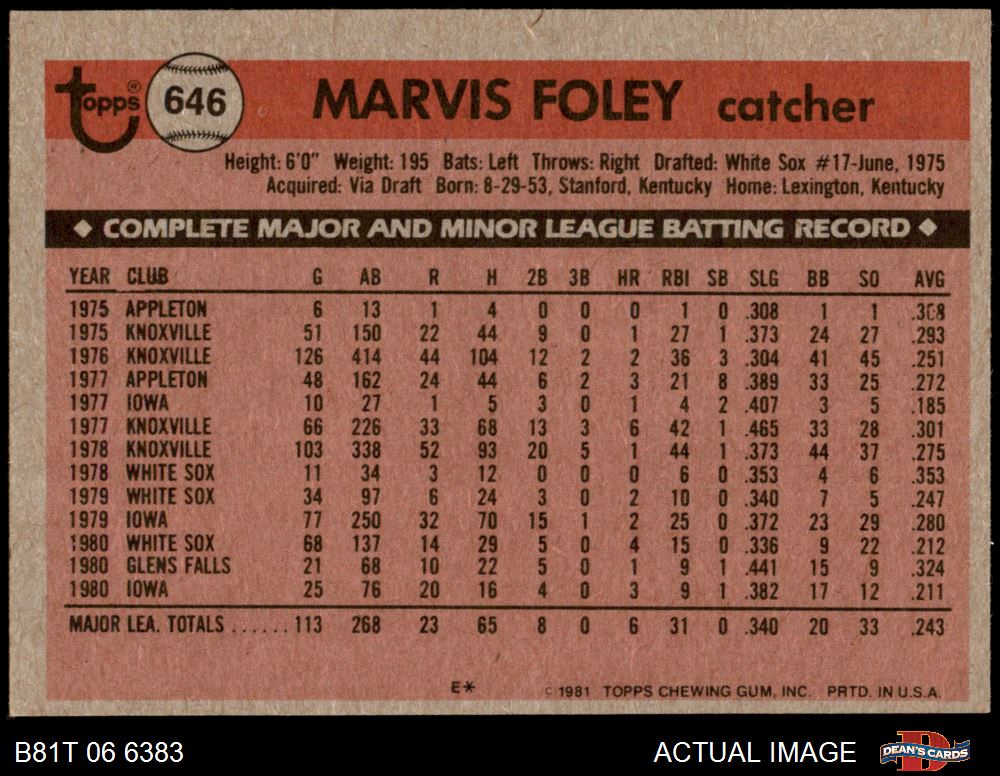 Topps® 646 MARVIS FOLEY catcher
Height: 6'0" Weight: 195 Bats: Left Throws: Right Drafted: White Sox #17-June, 1975
Acquired: Via Draft Born: 8-29-53, Stanford, Kentucky Home: Lexington, Kentucky
◆ COMPLETE MAJOR AND MINOR LEAGUE BATTING RECORD ◆
YEAR CLUB G AB R H 2B 3B HR RBI SB SLG BB SO AVG
1975 APPLETON 6 13 1 4 0 0 0 1 0 .308 1 1 .308
1975 KNOXVILLE 51 150 22 44 9 0 1 27 1 .373 24 27 .293
1976 KNOXVILLE 126 414 44 104 12 2 2 36 3 .304 41 45 .251
1977 APPLETON 48 162 24 44 6 2 3 21 8 .389 33 25 .272
1977 IOWA 10 27 1 5 3 0 1 4 2 .407 3 5 .185
1977 KNOXVILLE 66 226 33 68 13 3 6 42 1 .465 33 28 .301
1978 KNOXVILLE 103 338 52 93 20 5 1 44 1 .373 44 37 .275
1978 WHITE SOX 11 34 3 12 0 0 0 6 0 .353 4 6 .353
1979 WHITE SOX 34 97 6 24 3 0 2 10 0 .340 7 5 .247
1979 IOWA 77 250 32 70 15 1 2 25 0 .372 23 29 .280
1980 WHITE SOX 68 137 14 29 5 0 4 15 0 .336 9 22 .212
1980 GLENS FALLS 21 68 10 22 5 0 1 9 1 .441 15 9 .324
1980 IOWA 25 76 20 16 4 0 3 9 1 .382 17 12 .211
MAJOR LEA. TOTALS ...... 113 268 23 65 8 0 6 31 0 .340 20 33 .243
E* © 1981 TOPPS CHEWING GUM, INC. PRTD. IN U.S.A.
B81T 06 6383 ACTUAL IMAGE DEAN'S CARDS